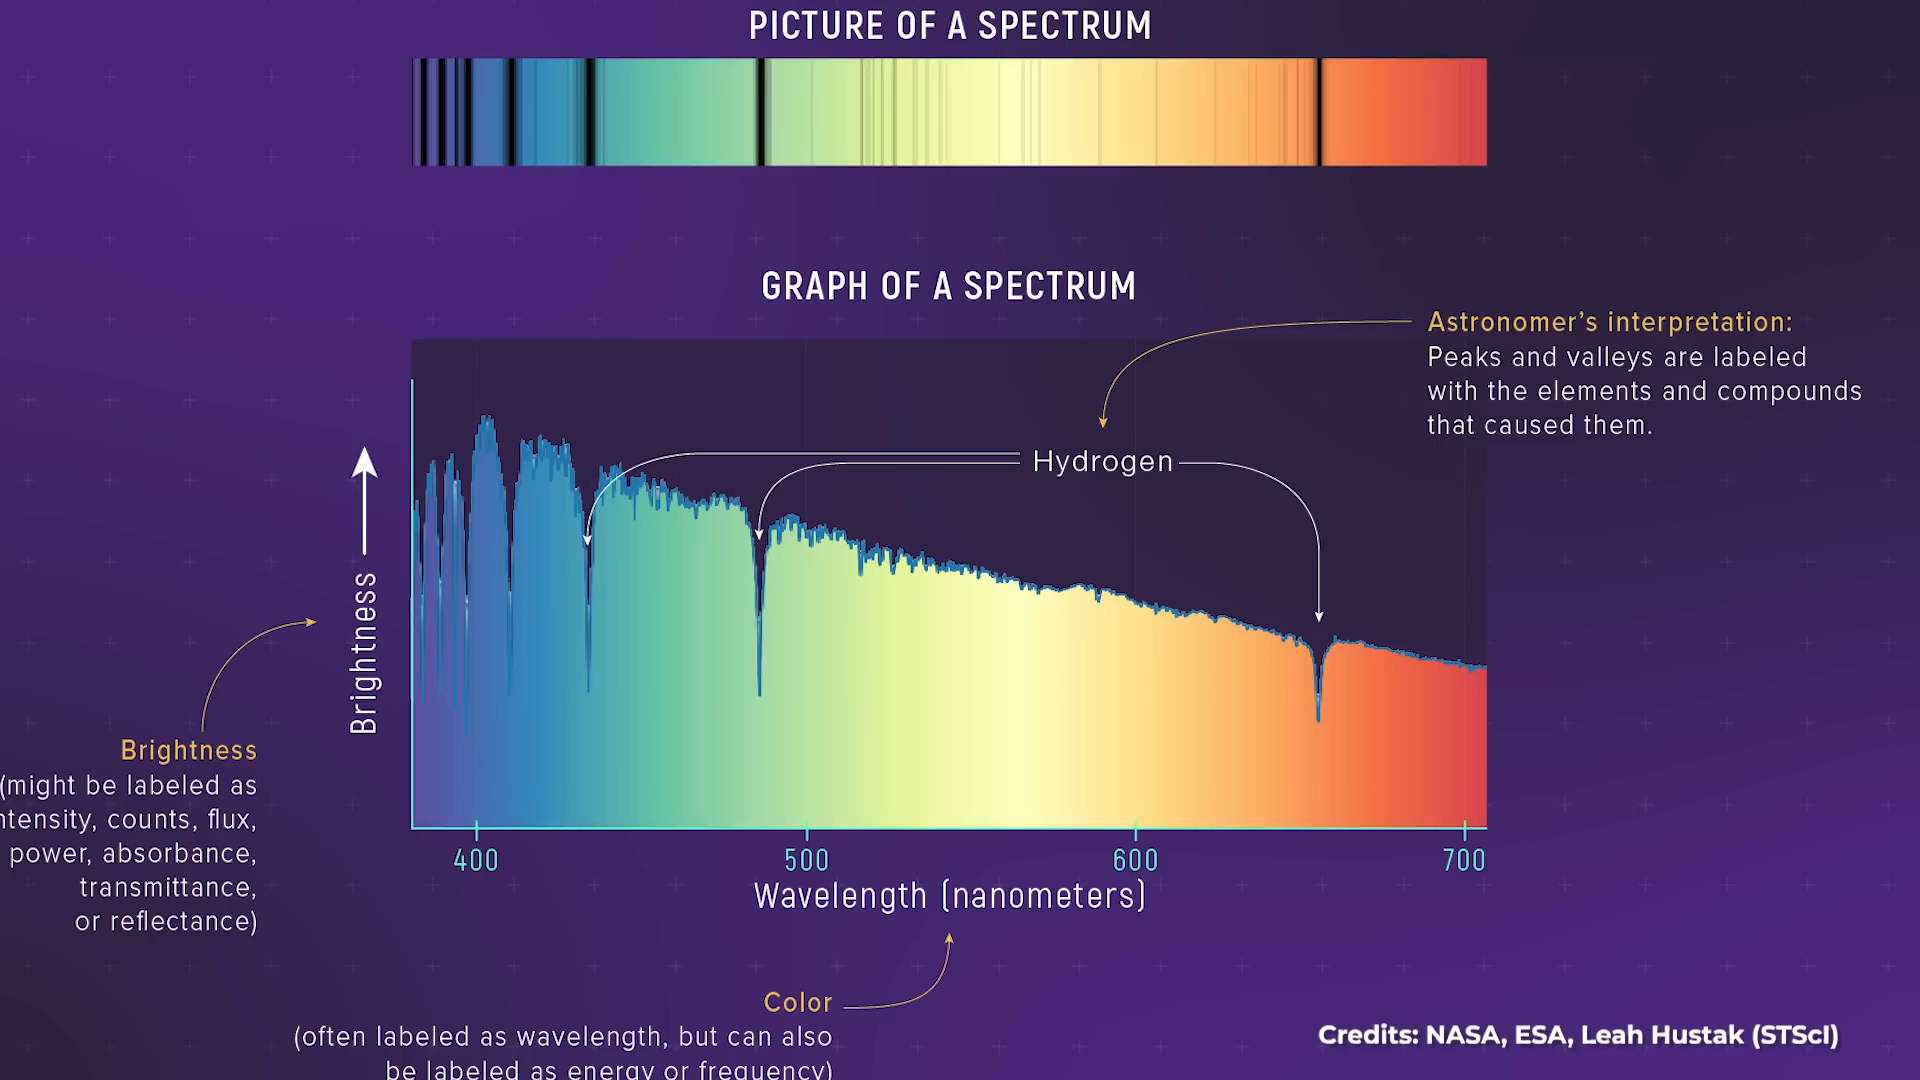 PICTURE OF A SPECTRUM
GRAPH OF A SPECTRUM
Astronomer’s interpretation:
Peaks and valleys are labeled
with the elements and compounds
that caused them.
Hydrogen
Brightness
Brightness
(might be labeled as
ntensity, counts, flux,
power, absorbance,
transmittance,
or reflectance)
400 500 600 700
Wavelength (nanometers)
Color
(often labeled as wavelength, but can also
be labeled as energy or frequency)
Credits: NASA, ESA, Leah Hustak (STScI)